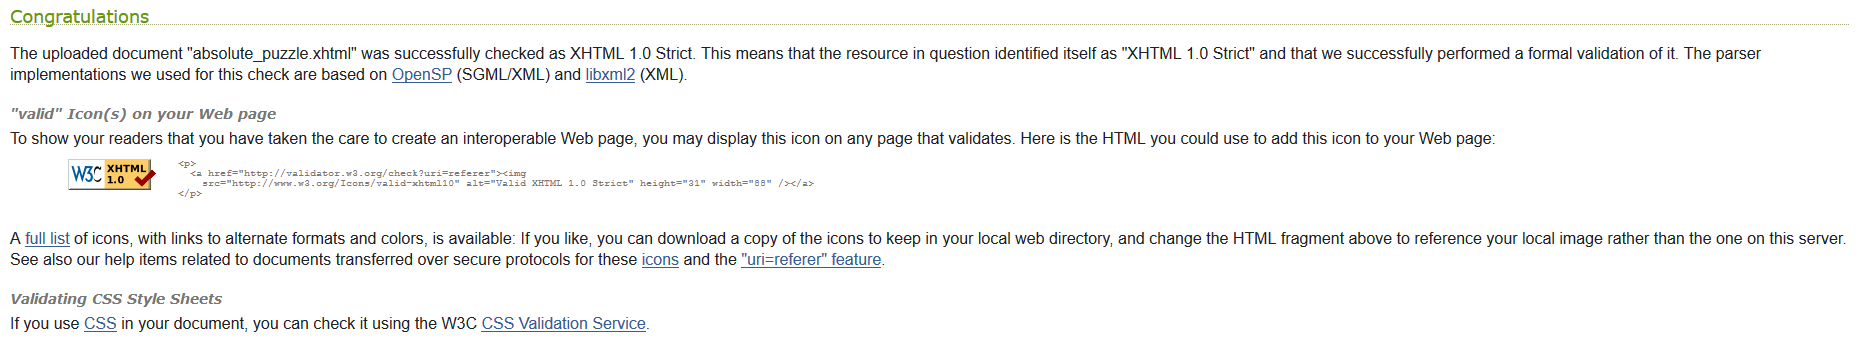 Congratulations
The uploaded document "absolute_puzzle.xhtml" was successfully checked as XHTML 1.0 Strict. This means that the resource in question identified itself as "XHTML 1.0 Strict" and that we successfully performed a formal validation of it. The parser
implementations we used for this check are based on OpenSP (SGML/XML) and libxml2 (XML).
"valid" Icon(s) on your Web page
To show your readers that you have taken the care to create an interoperable Web page, you may display this icon on any page that validates. Here is the HTML you could use to add this icon to your Web page:
W3C XHTML 1.0
<p>
<a href="http://validator.w3.org/check?uri=referer"><img
src="http://www.w3.org/Icons/valid-xhtml10" alt="Valid XHTML 1.0 Strict" height="31" width="88" /></a>
</p>
A full list of icons, with links to alternate formats and colors, is available: If you like, you can download a copy of the icons to keep in your local web directory, and change the HTML fragment above to reference your local image rather than the one on this server.
See also our help items related to documents transferred over secure protocols for these icons and the "uri=referer" feature.
Validating CSS Style Sheets
If you use CSS in your document, you can check it using the W3C CSS Validation Service.